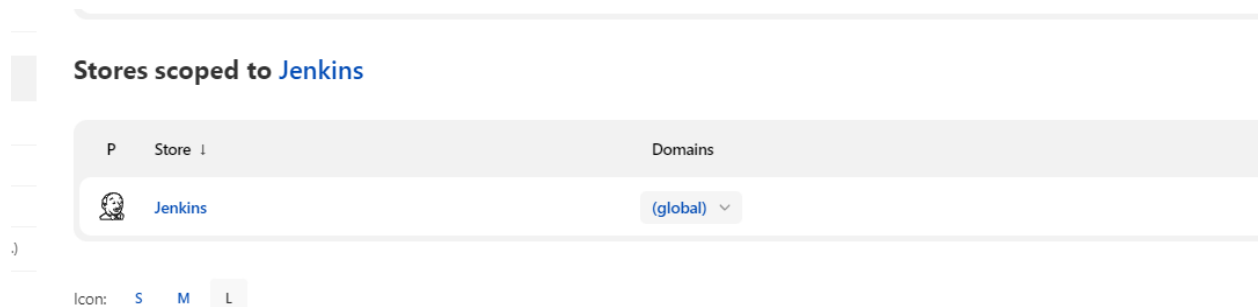 Stores scoped to Jenkins
P Store ↓ Domains
Jenkins (global)
.)
Icon: S M L